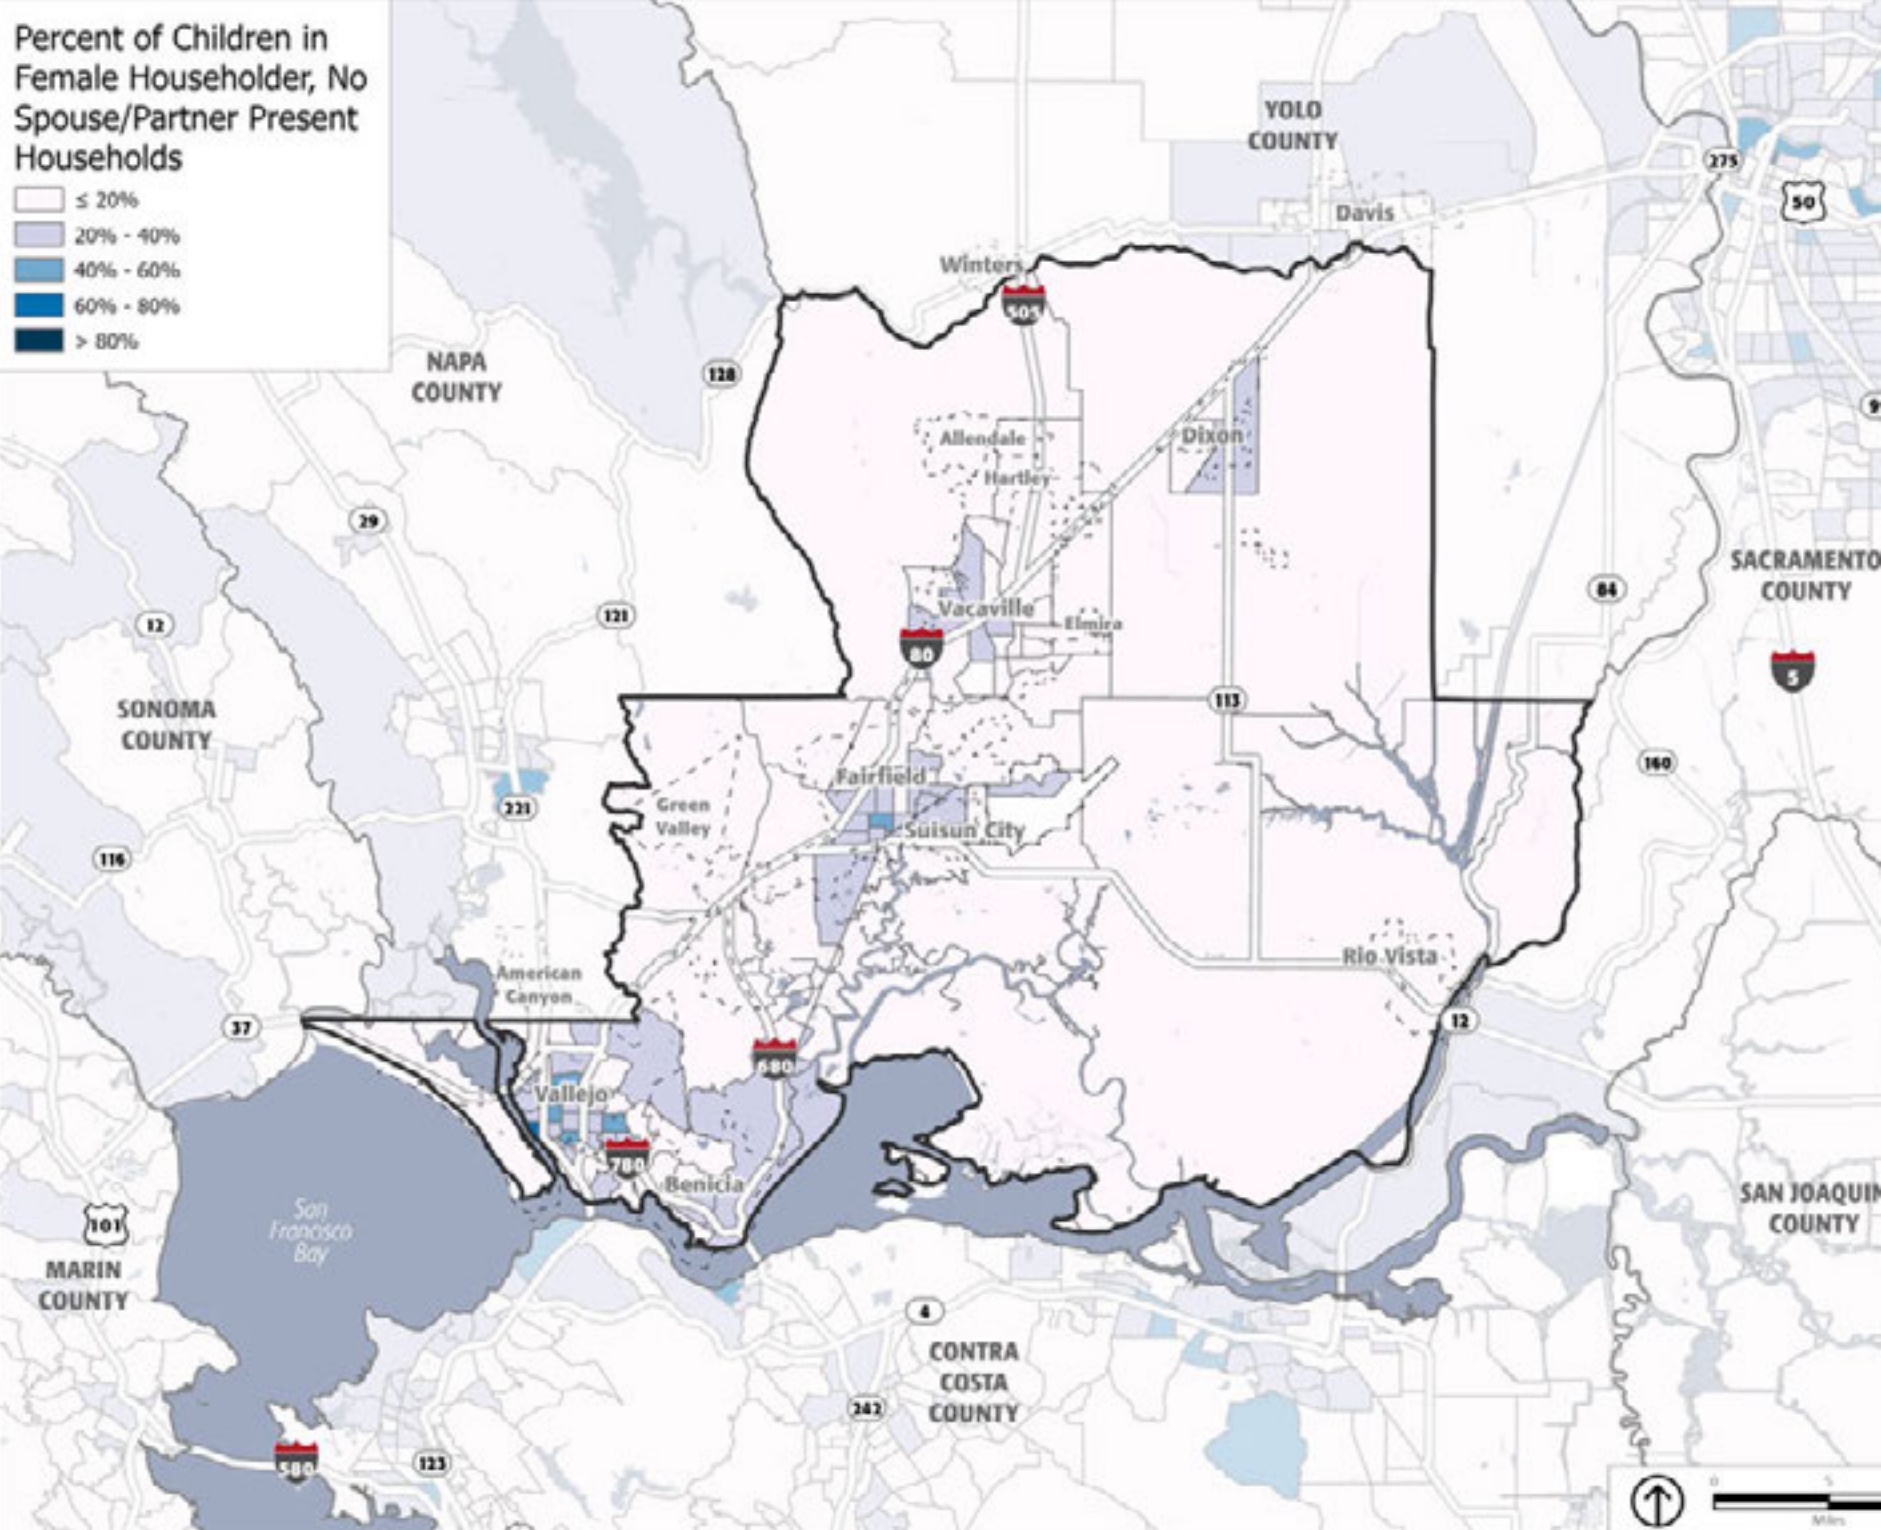 Percent of Children in
Female Householder, No
Spouse/Partner Present
Households
≤ 20%
20% - 40%
40% - 60%
60% - 80%
> 80%
YOLO
COUNTY
275
50
Davis
Winters
505
NAPA
COUNTY
128
Allendale
Dixon
Hartley
29
SACRAMENTO
COUNTY
84
12
121
Vacaville
Elmira
80
5
113
SONOMA
COUNTY
160
Fairfield
221
Green
Valley
Suisun City
116
Rio Vista
American
Canyon
37
12
680
Vallejo
780
Benicia
SAN JOAQUIN
COUNTY
San
Francisco
Bay
101
MARIN
COUNTY
4
CONTRA
COSTA
COUNTY
242
580
123
0
5
Miles